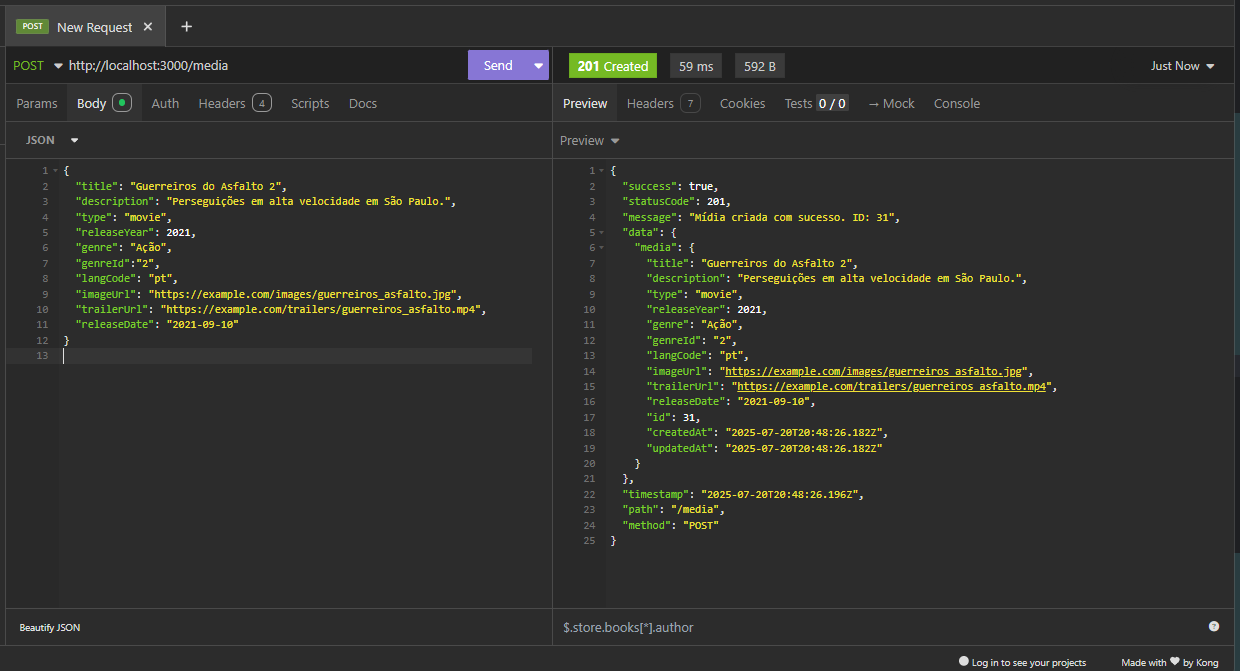 POST New Request
POST http://localhost:3000/media Send
201 Created 59 ms 592 B Just Now
Params Body Auth Headers 4 Scripts Docs
Preview Headers 7 Cookies Tests 0 / 0 → Mock Console
JSON
Preview
1 {
2 "title": "Guerreiros do Asfalto 2",
3 "description": "Perseguições em alta velocidade em São Paulo.",
4 "type": "movie",
5 "releaseYear": 2021,
6 "genre": "Ação",
7 "genreId":"2",
8 "langCode": "pt",
9 "imageUrl": "https://example.com/images/guerreiros_asfalto.jpg",
10 "trailerUrl": "https://example.com/trailers/guerreiros_asfalto.mp4",
11 "releaseDate": "2021-09-10"
12 }
13
1 {
2 "success": true,
3 "statusCode": 201,
4 "message": "Mídia criada com sucesso. ID: 31",
5 "data": {
6 "media": {
7 "title": "Guerreiros do Asfalto 2",
8 "description": "Perseguições em alta velocidade em São Paulo.",
9 "type": "movie",
10 "releaseYear": 2021,
11 "genre": "Ação",
12 "genreId": "2",
13 "langCode": "pt",
14 "imageUrl": "https://example.com/images/guerreiros_asfalto.jpg",
15 "trailerUrl": "https://example.com/trailers/guerreiros_asfalto.mp4",
16 "releaseDate": "2021-09-10",
17 "id": 31,
18 "createdAt": "2025-07-20T20:48:26.182Z",
19 "updatedAt": "2025-07-20T20:48:26.182Z"
20 }
21 },
22 "timestamp": "2025-07-20T20:48:26.196Z",
23 "path": "/media",
24 "method": "POST"
25 }
Beautify JSON
$.store.books[*].author
Log in to see your projects Made with ♥ by Kong